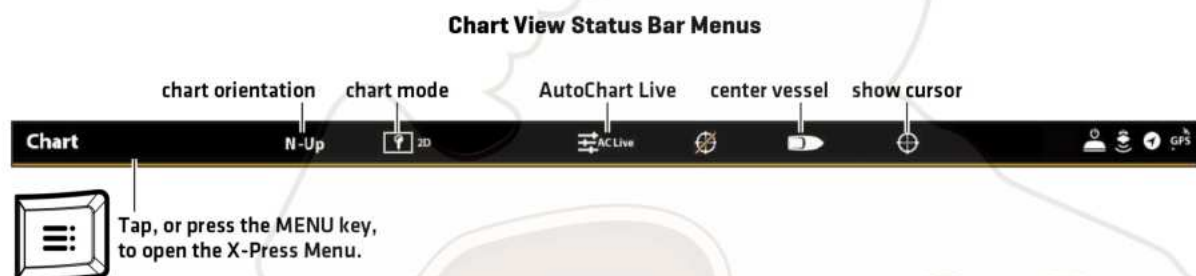 Chart View Status Bar Menus
chart orientation chart mode AutoChart Live center vessel show cursor
Chart N-Up 2D AC Live GPS
Tap, or press the MENU key,
to open the X-Press Menu.